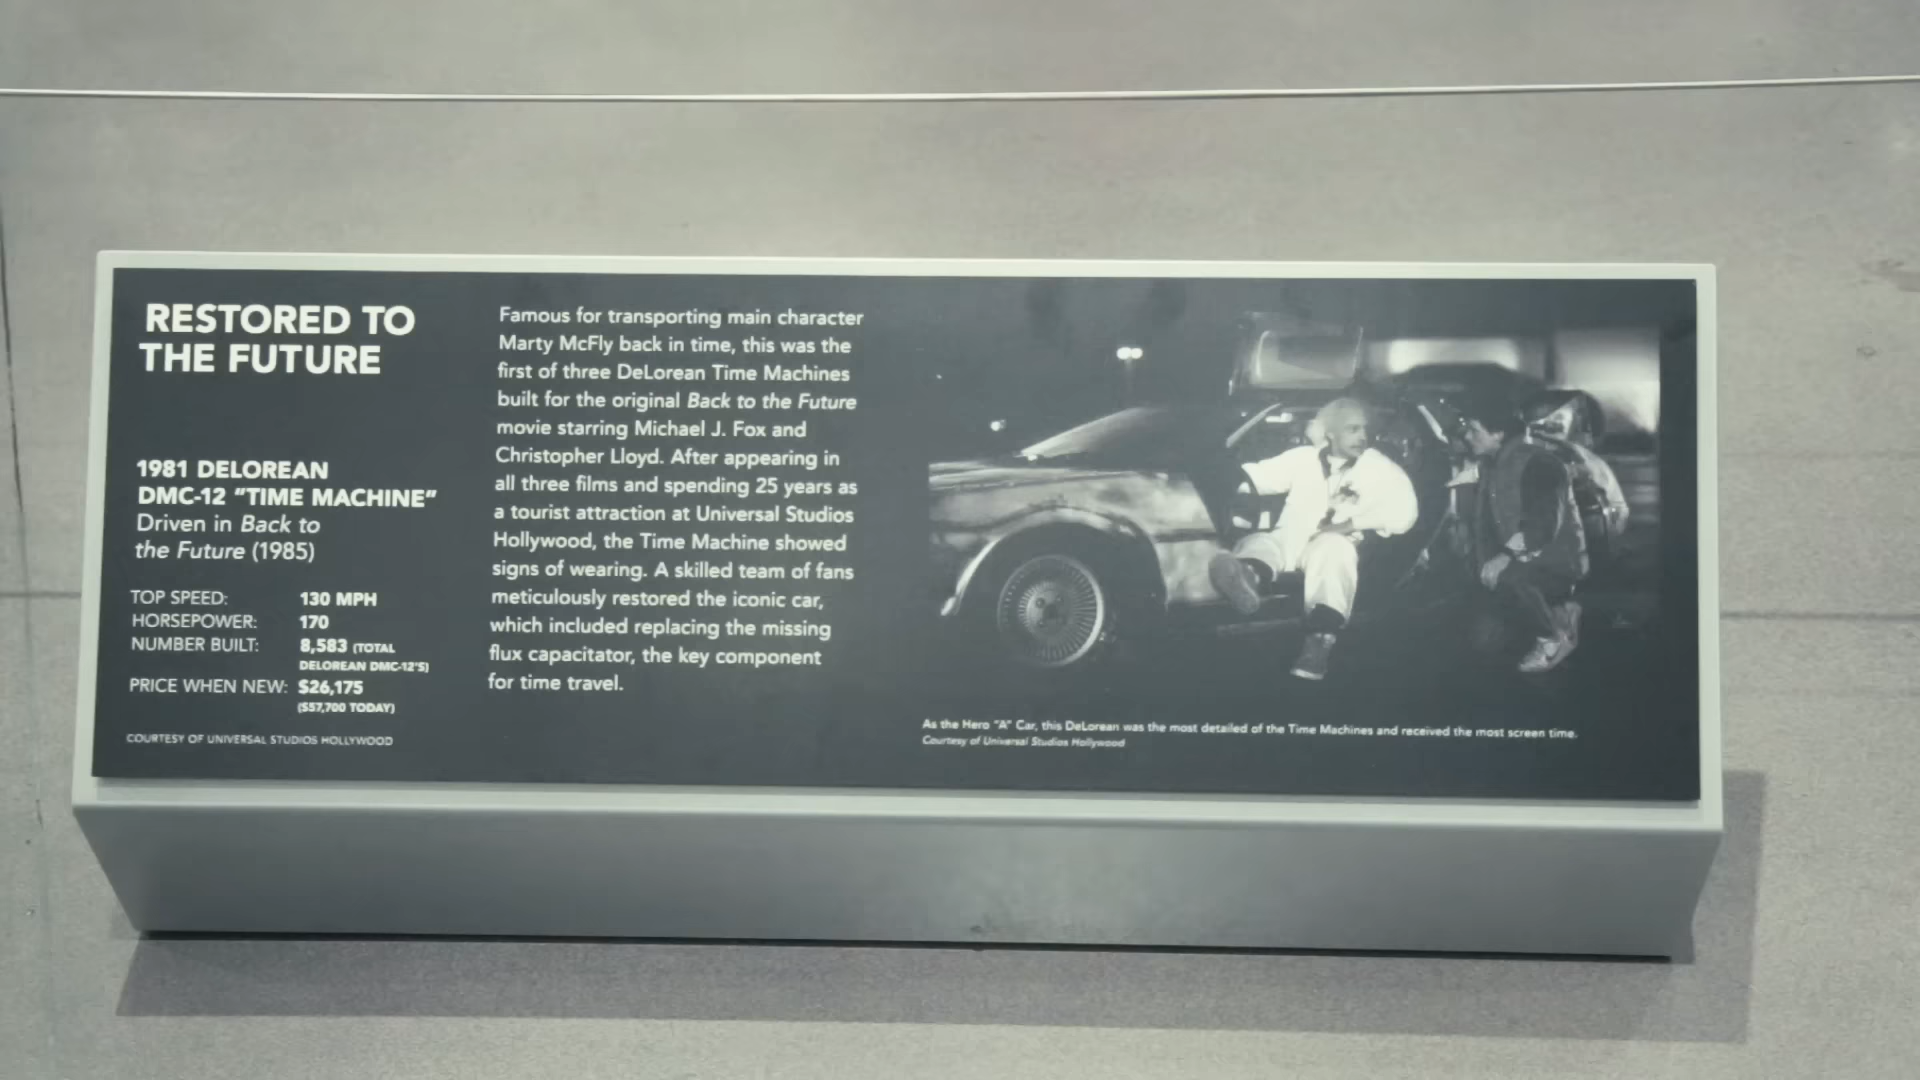 RESTORED TO
THE FUTURE
1981 DELOREAN
DMC-12 “TIME MACHINE”
Driven in Back to
the Future (1985)
TOP SPEED: 130 MPH
HORSEPOWER: 170
NUMBER BUILT: 8,583 (TOTAL
DELOREAN DMC-12'S)
PRICE WHEN NEW: $26,175
($57,700 TODAY)
COURTESY OF UNIVERSAL STUDIOS HOLLYWOOD
Famous for transporting main character
Marty McFly back in time, this was the
first of three DeLorean Time Machines
built for the original Back to the Future
movie starring Michael J. Fox and
Christopher Lloyd. After appearing in
all three films and spending 25 years as
a tourist attraction at Universal Studios
Hollywood, the Time Machine showed
signs of wearing. A skilled team of fans
meticulously restored the iconic car,
which included replacing the missing
flux capacitator, the key component
for time travel.
As the Hero “A” Car, this DeLorean was the most detailed of the Time Machines and received the most screen time.
Courtesy of Universal Studios Hollywood